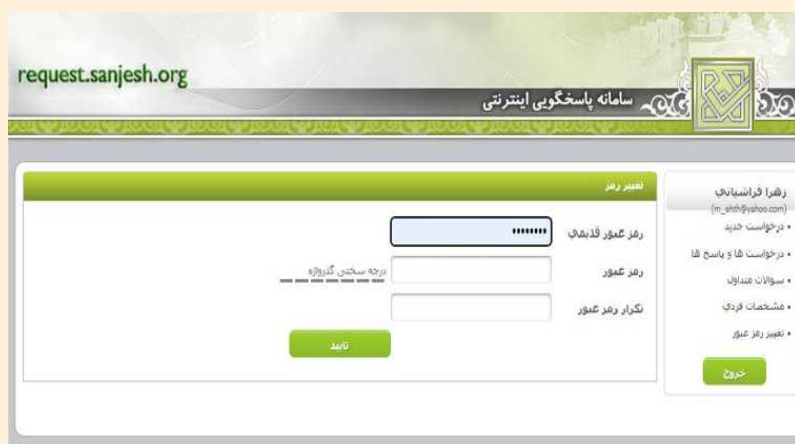 request.sanjesh.org
سامانه پاسخگویی اینترنتی
زهرا فراشیانی
(m_ehth@yahoo.com)
• درخواست جدید
• درخواست ها و پاسخ ها
• سوالات متداول
• مشخصات فردی
• تغییر رمز عبور
خروج
تغییر رمز
رمز عبور قدیمی
••••••••
رمز عبور
درجه سختی گذرواژه
تکرار رمز عبور
تایید